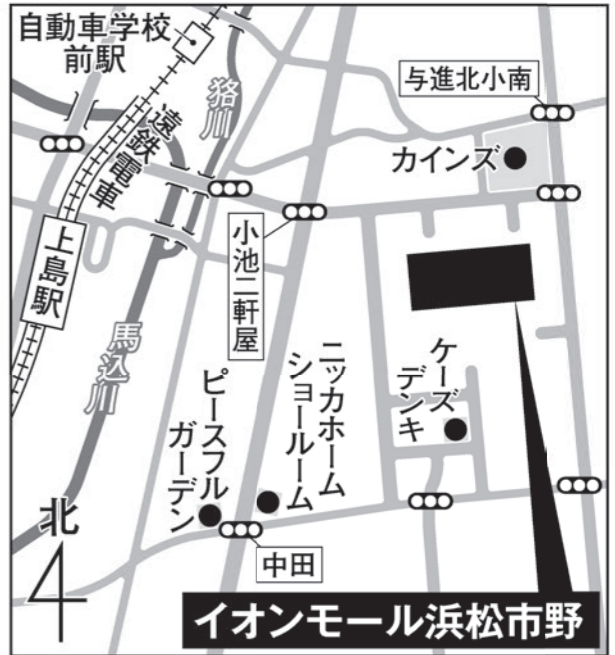 自動車学校
前駅
遠鉄電車
上島駅
狢川
馬込川
与進北小南
カインズ
小池二軒屋
ニッカホーム
ショールーム
ピースフル
ガーデン
ケーズ
デンキ
中田
北
イオンモール浜松市野